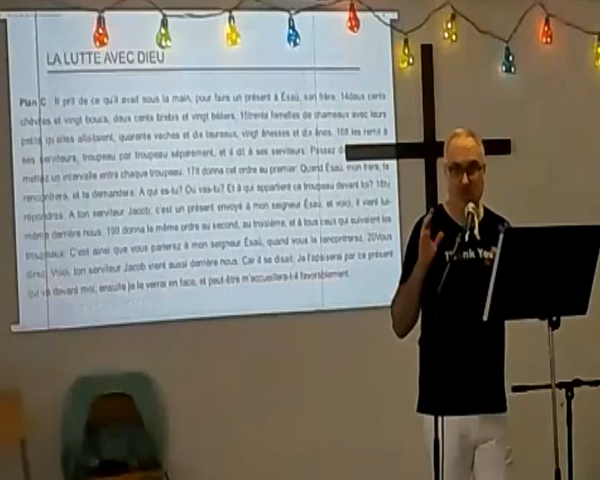 LA LUTTE AVEC DIEU
Plan C Il prit de ce qu'il avait sous la main, pour faire un présent à Ésaü, son frère. 14deux cents
chèvres et vingt boucs, deux cents brebis et vingt béliers, 15trente femelles de chameaux avec leurs
petits qu'elles allaitaient, quarante vaches et dix taureaux, vingt ânesses et dix ânes. 16Il les remit à
ses serviteurs, troupeau par troupeau séparément, et il dit à ses serviteurs: Passez
mettez un intervalle entre chaque troupeau. 17Il donna cet ordre au premier: Quand Ésaü, mon frère, te
rencontrera, et te demandera: A qui es-tu? Où vas-tu? Et à qui appartient ce troupeau devant toi? 18tu
répondras: A ton serviteur Jacob; c'est un présent envoyé à mon seigneur Ésaü; et voici, il vient lui-
même derrière nous. 19Il donna le même ordre au second, au troisième, et à tous ceux qui suivaient les
troupeaux: C'est ainsi que vous parlerez à mon seigneur Ésaü, quand vous le rencontrerez. 20Vous
direz: Voici, ton serviteur Jacob vient aussi derrière nous. Car il se disait: Je l'apaiserai par ce présent
qui va devant moi; ensuite je le verrai en face, et peut-être m'accueillera-t-il favorablement.
Thank You